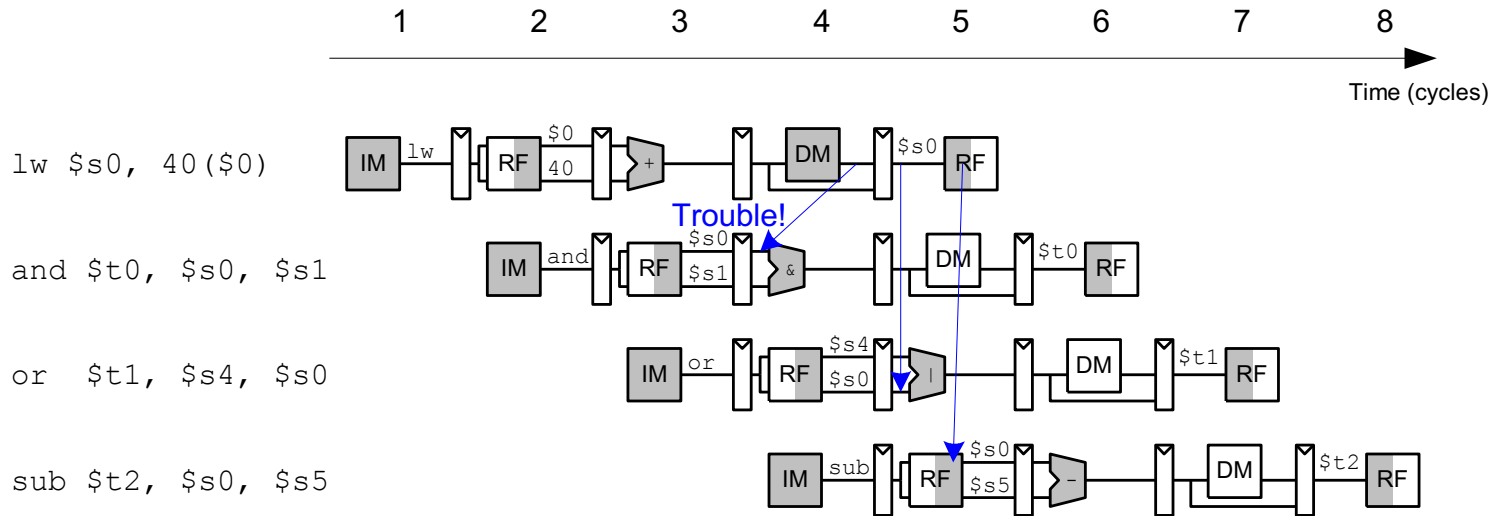 1 2 3 4 5 6 7 8
Time (cycles)
lw $s0, 40($0) IM lw RF $0 40 + DM $s0 RF
Trouble!
and $t0, $s0, $s1 IM and RF $s0 $s1 & DM $t0 RF
or $t1, $s4, $s0 IM or RF $s4 $s0 | DM $t1 RF
sub $t2, $s0, $s5 IM sub RF $s0 $s5 - DM $t2 RF